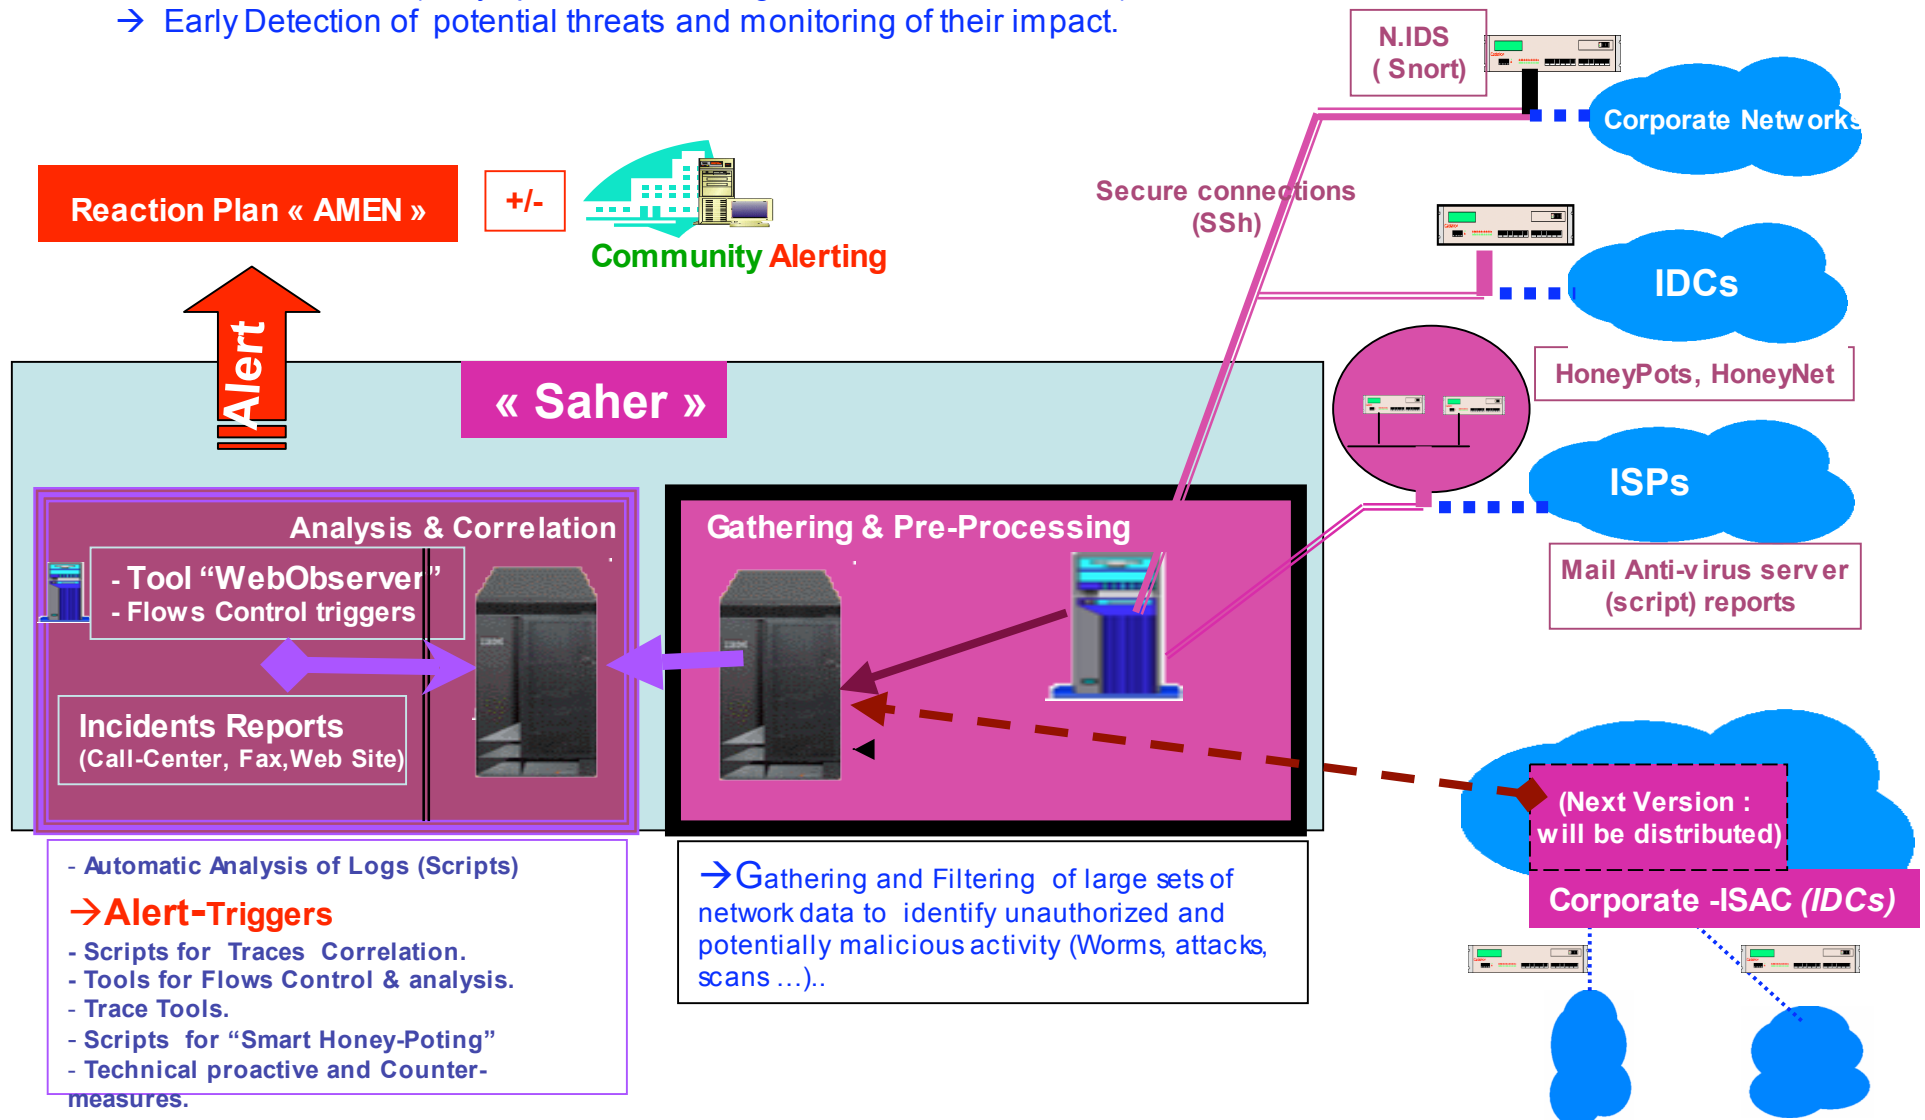 → Early Detection of potential threats and monitoring of their impact.
N.IDS
( Snort)
Corporate Networks
Reaction Plan « AMEN »
+/-
Community Alerting
Secure connections
(SSh)
IDCs
Alert
« Saher »
HoneyPots, HoneyNet
ISPs
Analysis & Correlation
- Tool “WebObserver”
- Flows Control triggers
Gathering & Pre-Processing
Mail Anti-virus server
(script) reports
Incidents Reports
(Call-Center, Fax,Web Site)
(Next Version :
will be distributed)
Corporate -ISAC (IDCs)
- Automatic Analysis of Logs (Scripts)
→Alert-Triggers
- Scripts for Traces Correlation.
- Tools for Flows Control & analysis.
- Trace Tools.
- Scripts for “Smart Honey-Poting”
- Technical proactive and Counter-
measures.
→Gathering and Filtering of large sets of
network data to identify unauthorized and
potentially malicious activity (Worms, attacks,
scans …)..